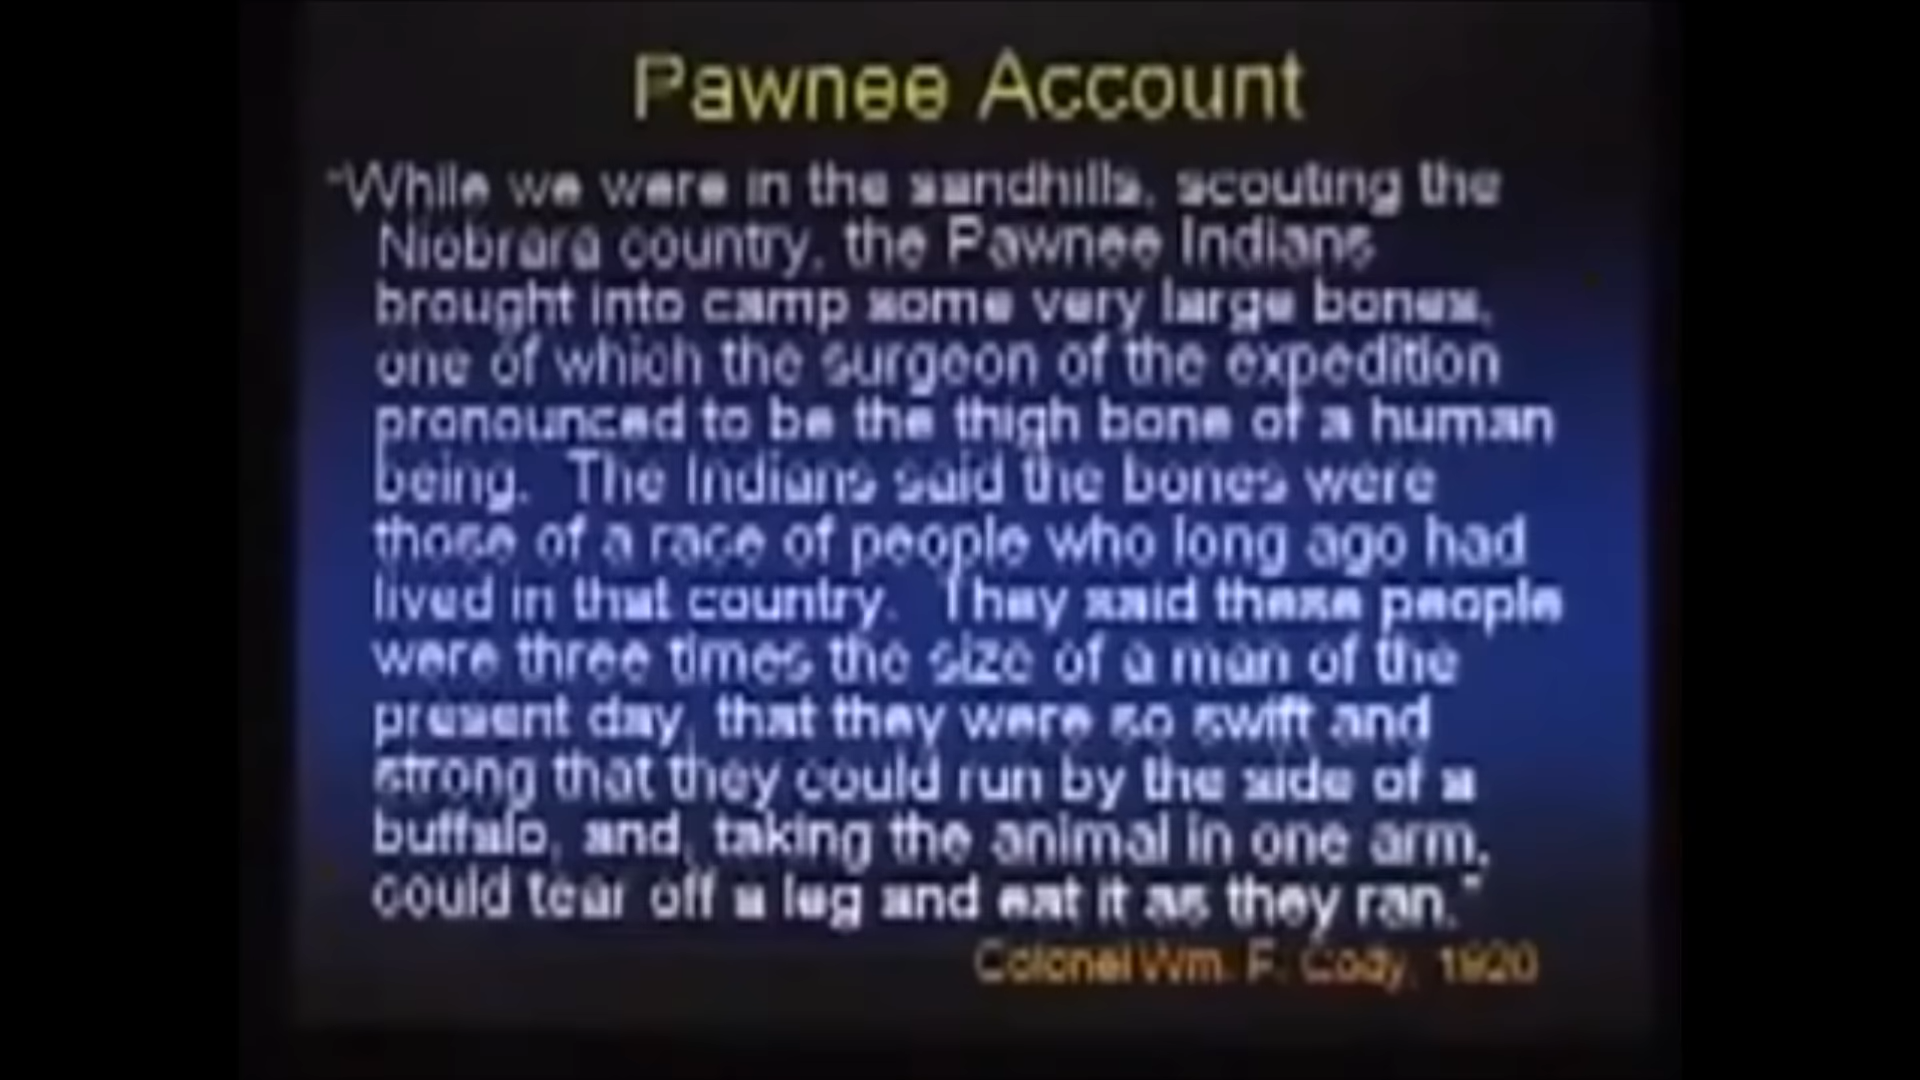 Pawnee Account
"While we were in the sandhills, scouting the
Niobrara country, the Pawnee Indians
brought into camp some very large bones,
one of which the surgeon of the expedition
pronounced to be the thigh bone of a human
being.  The Indians said the bones were
those of a race of people who long ago had
lived in that country.  They said these people
were three times the size of a man of the
present day, that they were so swift and
strong that they could run by the side of a
buffalo, and, taking the animal in one arm,
could tear off a leg and eat it as they ran."
Colonel Wm. F. Cody, 1920